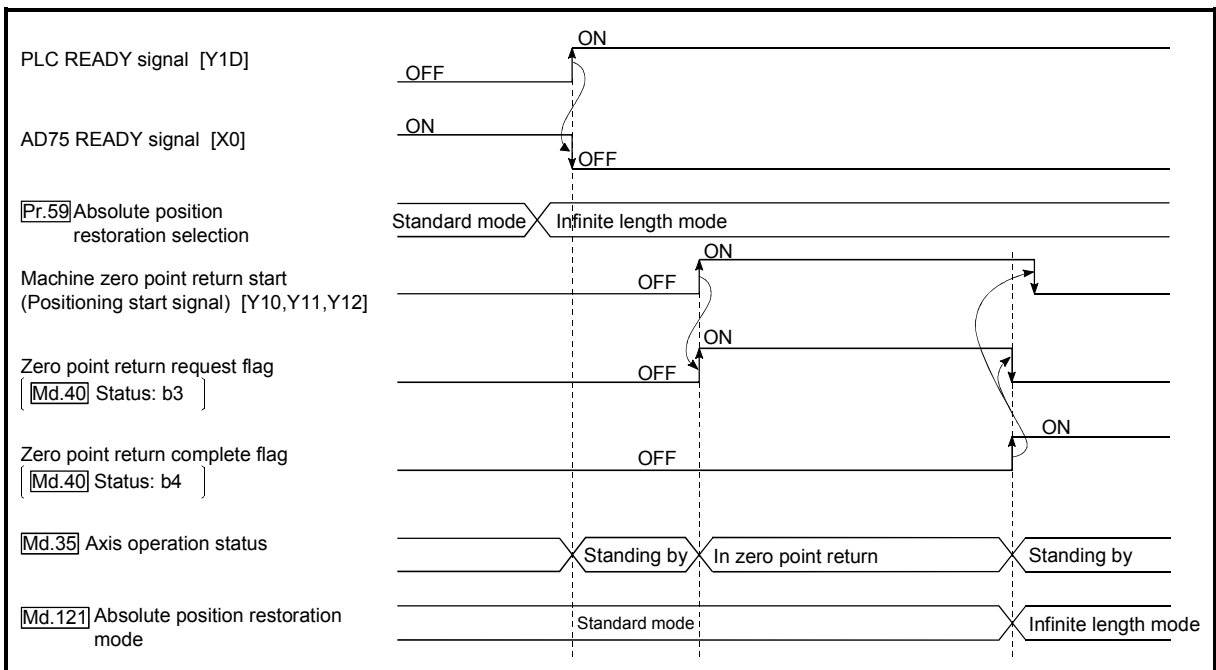 PLC READY signal [Y1D]
OFF
ON
AD75 READY signal [X0]
ON
OFF
Pr.59 Absolute position
restoration selection
Standard mode
Infinite length mode
Machine zero point return start
(Positioning start signal) [Y10,Y11,Y12]
OFF
ON
Zero point return request flag
Md.40 Status: b3
OFF
ON
Zero point return complete flag
Md.40 Status: b4
OFF
ON
Md.35 Axis operation status
Standing by
In zero point return
Standing by
Md.121 Absolute position restoration
mode
Standard mode
Infinite length mode